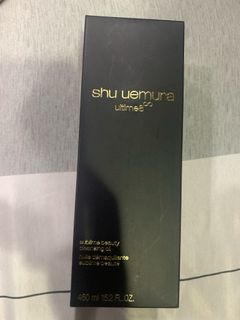 shu uemura
ultime8∞
sublime beauty
cleansing oil
huile démaquillante
sublime beauté
450 ml 15.2 FL.OZ.